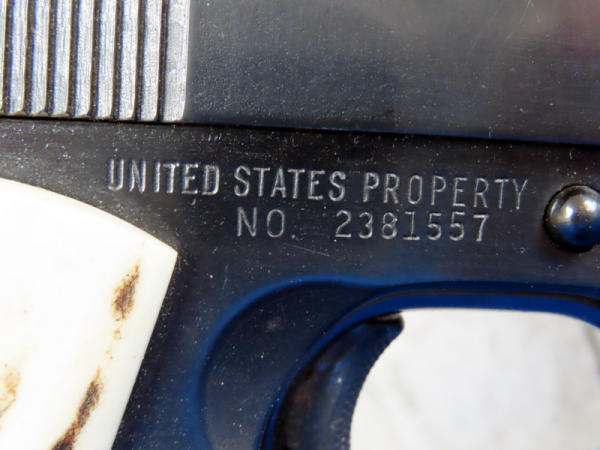 UNITED STATES PROPERTY
NO. 2381557